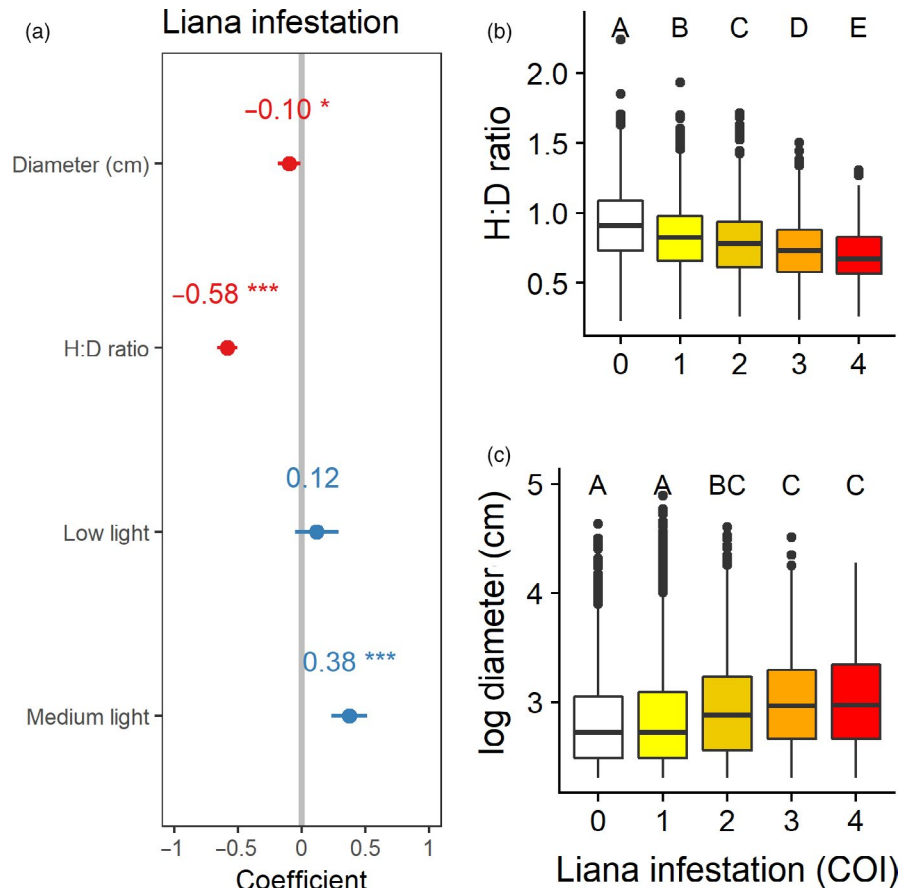 (a)
Liana infestation
−0.10 *
Diameter (cm)
−0.58 ***
H:D ratio
0.12
Low light
0.38 ***
Medium light
−1 −0.5 0 0.5 1
Coefficient
(b)
A B C D E
H:D ratio
2.0
1.5
1.0
0.5
0 1 2 3 4
(c)
A A BC C C
log diameter (cm)
5
4
3
0 1 2 3 4
Liana infestation (COI)